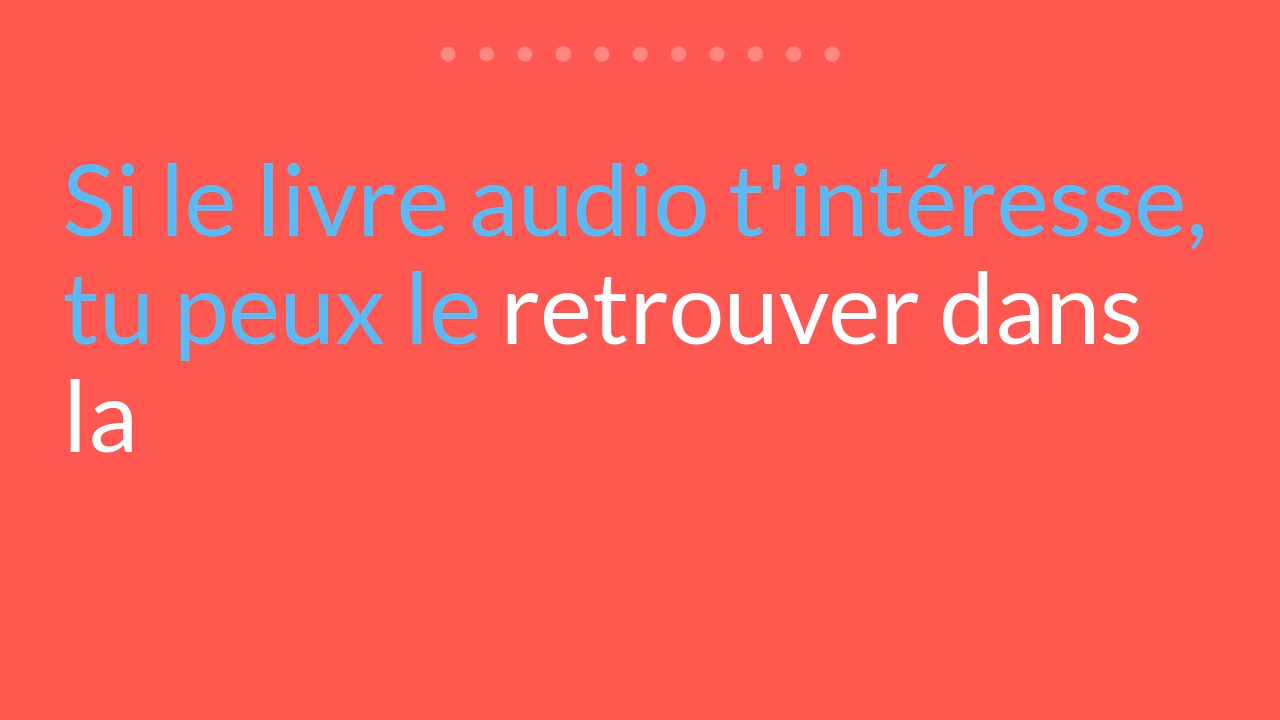 Si le livre audio t'intéresse,
tu peux le retrouver dans
la